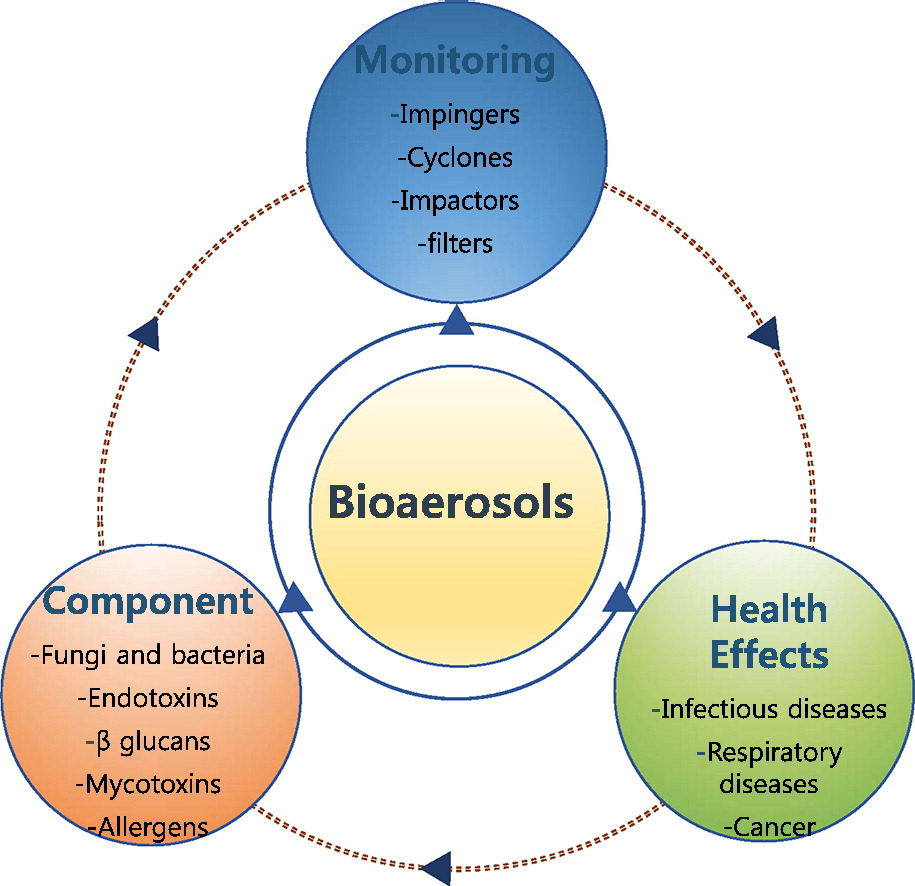 Monitoring
-Impingers
-Cyclones
-Impactors
-filters
Bioaerosols
Component
-Fungi and bacteria
-Endotoxins
-β glucans
-Mycotoxins
-Allergens
Health
Effects
-Infectious diseases
-Respiratory
diseases
-Cancer